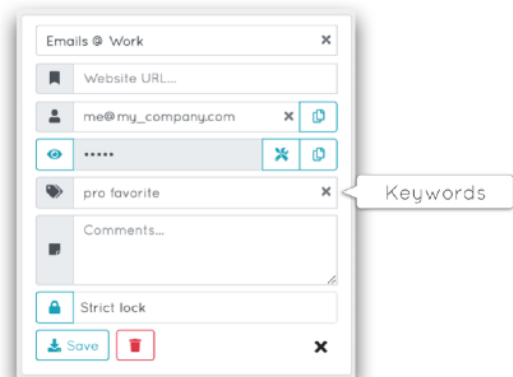 Emails @ Work
Website URL...
me@my_company.com
•••••
pro favorite
Keywords
Comments...
Strict lock
Save